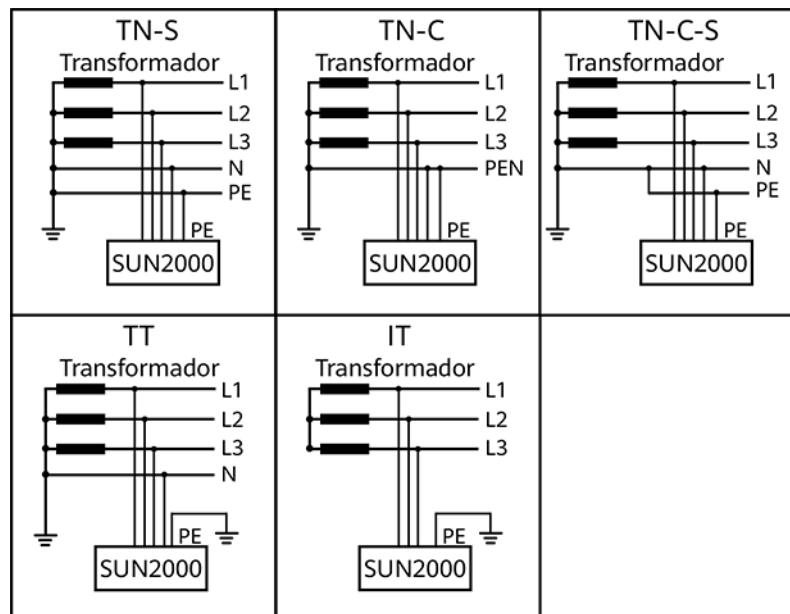 TN-S
Transformador
L1
L2
L3
N
PE
PE
SUN2000
TN-C
Transformador
L1
L2
L3
PEN
PE
SUN2000
TN-C-S
Transformador
L1
L2
L3
N
PE
PE
SUN2000
TT
Transformador
L1
L2
L3
N
PE
SUN2000
IT
Transformador
L1
L2
L3
PE
SUN2000